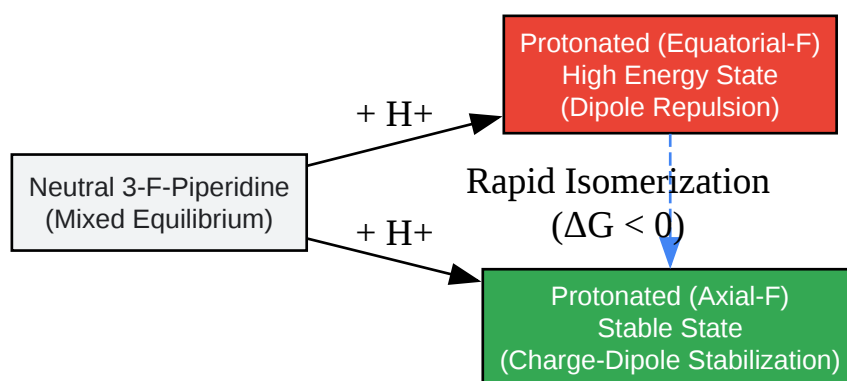 Protonated (Equatorial-F)
High Energy State
(Dipole Repulsion)
+ H+
Neutral 3-F-Piperidine
(Mixed Equilibrium)
Rapid Isomerization
(ΔG < 0)
+ H+
Protonated (Axial-F)
Stable State
(Charge-Dipole Stabilization)